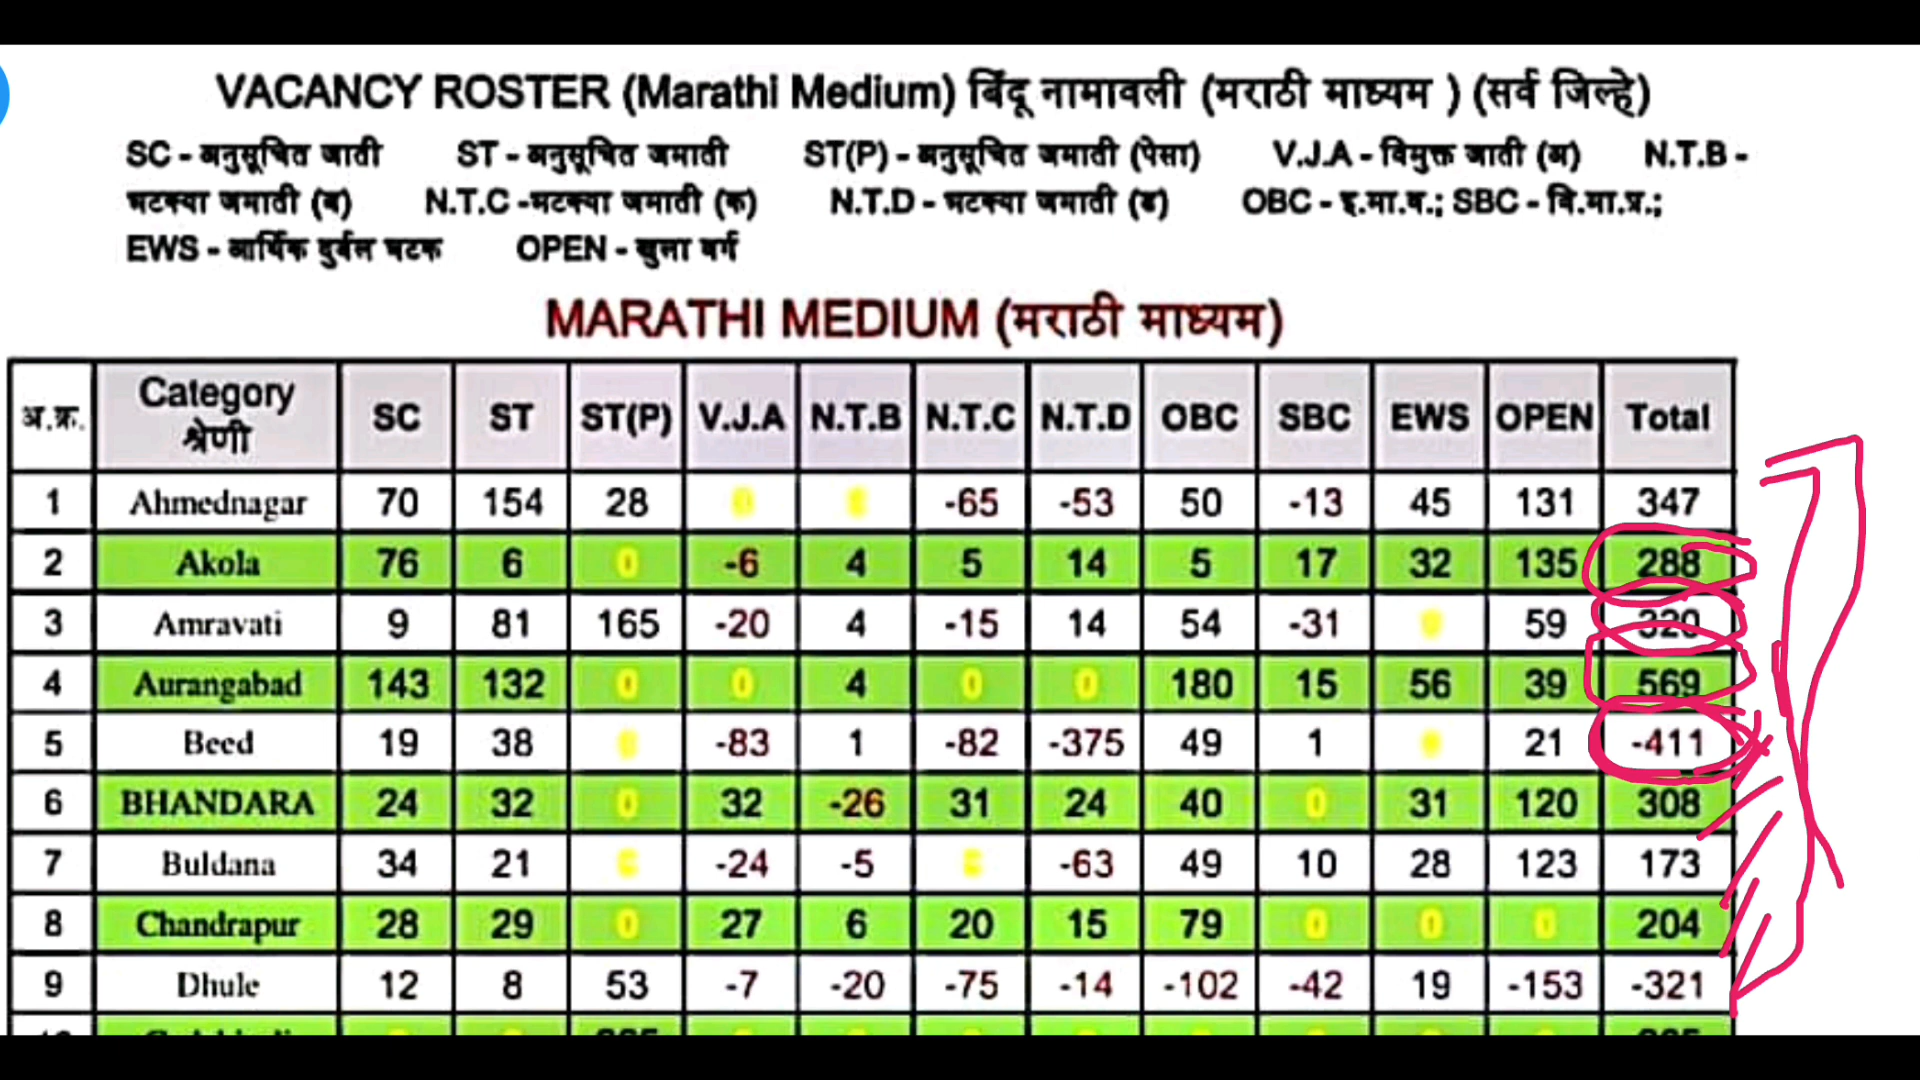 VACANCY ROSTER (Marathi Medium) बिंदू नामावली (मराठी माध्यम ) (सर्व जिल्हे)
SC - अनुसूचित जाती ST - अनुसूचित जमाती ST(P) - अनुसूचित जमाती (पेसा) V.J.A - विमुक्त जाती (अ) N.T.B -
भटक्या जमाती (ब) N.T.C -भटक्या जमाती (क) N.T.D - भटक्या जमाती (ड) OBC - इ.मा.व.; SBC - वि.मा.प्र.;
EWS - आर्थिक दुर्बल घटक OPEN - खुला वर्ग
MARATHI MEDIUM (मराठी माध्यम)
अ.क्र. Category श्रेणी SC ST ST(P) V.J.A N.T.B N.T.C N.T.D OBC SBC EWS OPEN Total
1 Ahmednagar 70 154 28 0 0 -65 -53 50 -13 45 131 347
2 Akola 76 6 0 -6 4 5 14 5 17 32 135 288
3 Amravati 9 81 165 -20 4 -15 14 54 -31 0 59 320
4 Aurangabad 143 132 0 0 4 0 0 180 15 56 39 569
5 Beed 19 38 0 -83 1 -82 -375 49 1 0 21 -411
6 BHANDARA 24 32 0 32 -26 31 24 40 0 31 120 308
7 Buldana 34 21 0 -24 -5 0 -63 49 10 28 123 173
8 Chandrapur 28 29 0 27 6 20 15 79 0 0 0 204
9 Dhule 12 8 53 -7 -20 -75 -14 -102 -42 19 -153 -321